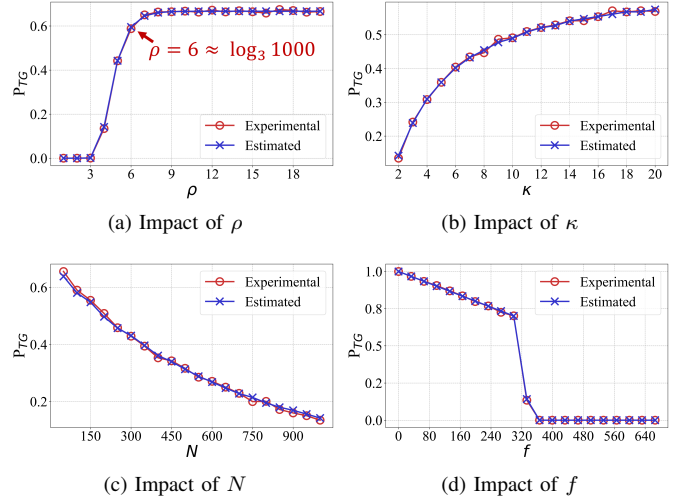 0.6
0.4
0.2
0.0
P_TG
ρ = 6 ≈ log₃ 1000
Experimental
Estimated
3 6 9 12 15 18
ρ
(a) Impact of ρ
0.5
0.4
0.3
0.2
P_TG
Experimental
Estimated
2 4 6 8 10 12 14 16 18 20
κ
(b) Impact of κ
0.6
0.4
0.2
P_TG
Experimental
Estimated
150 300 450 600 750 900
N
(c) Impact of N
1.0
0.8
0.5
0.2
0.0
P_TG
Experimental
Estimated
0 80 160 240 320 400 480 560 640
f
(d) Impact of f